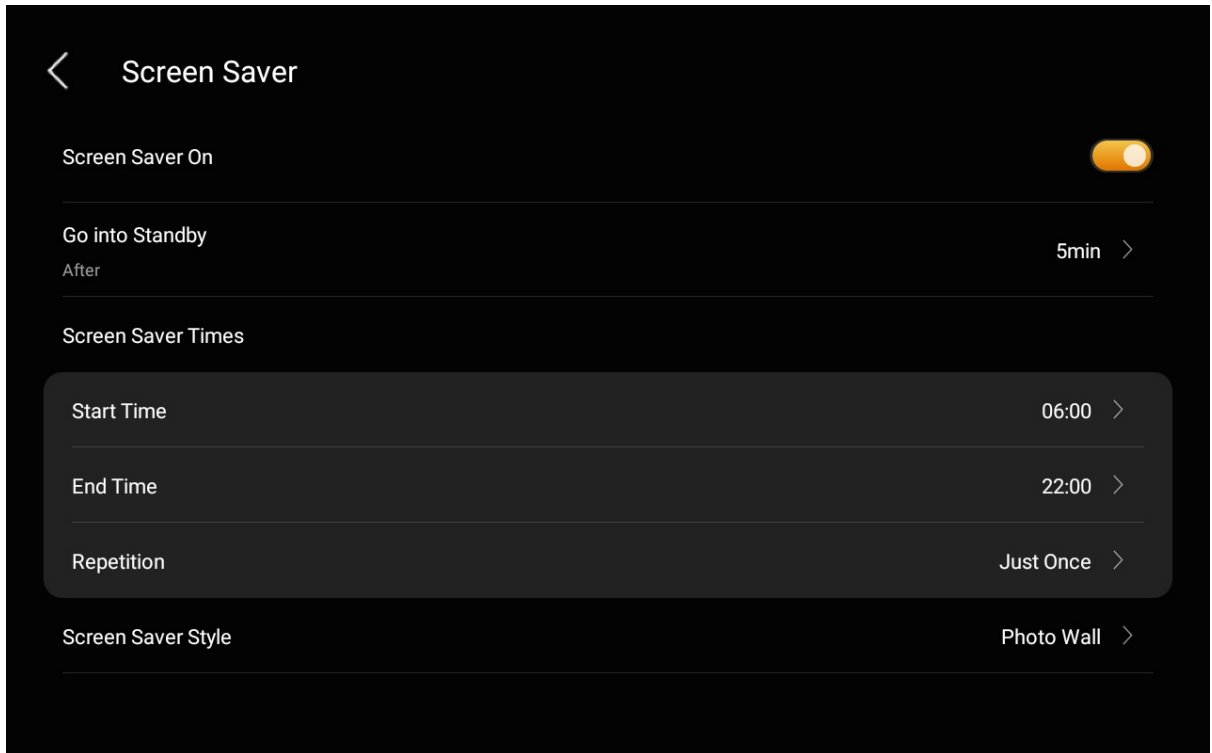 Screen Saver
Screen Saver On
Go into Standby
After
5min
Screen Saver Times
Start Time
06:00
End Time
22:00
Repetition
Just Once
Screen Saver Style
Photo Wall